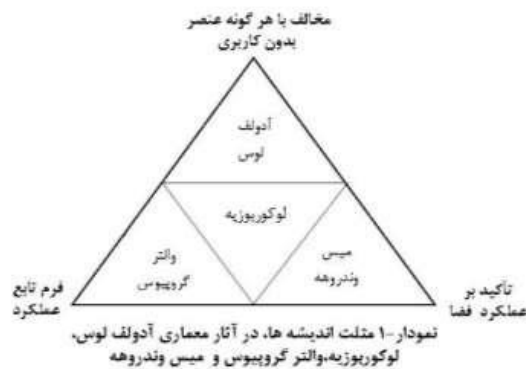 مخالف با هر گونه عنصر
بدون کاربری
آدولف
لوس
لوکوربوزیه
والتر
گروپیوس
میس
وندروهه
فرم تابع
عملکرد
تأکید بر
عملکرد فضا
نمودار-۱ مثلت اندیشه ها، در آثار معماری آدولف لوس،
لوکوربوزیه،والتر گروپیوس و میس وندروهه